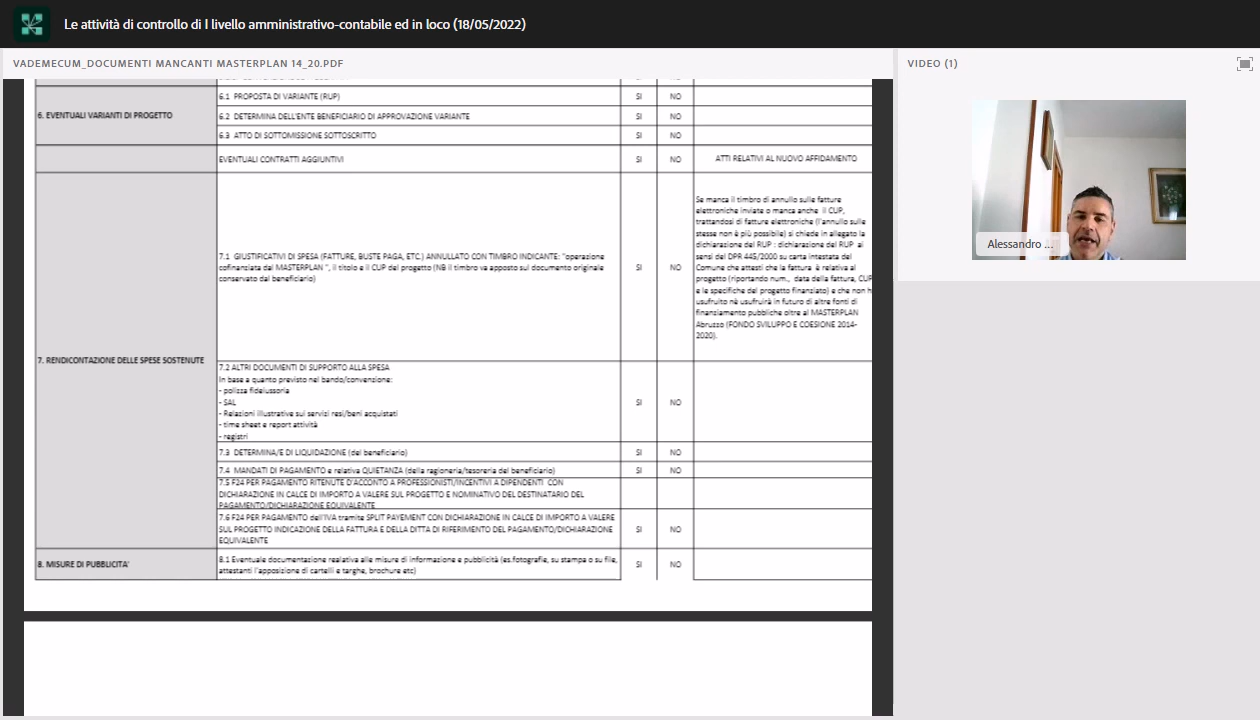 Le attività di controllo di I livello amministrativo-contabile ed in loco (18/05/2022)
VADEMECUM_DOCUMENTI MANCANTI MASTERPLAN 14_20.PDF
VIDEO (1)
Alessandro ...
6. EVENTUALI VARIANTI DI PROGETTO
6.1 PROPOSTA DI VARIANTE (RUP)
SI
NO
6.2 DETERMINA DELL'ENTE BENEFICIARIO DI APPROVAZIONE VARIANTE
SI
NO
6.3 ATTO DI SOTTOMISSIONE SOTTOSCRITTO
SI
NO
EVENTUALI CONTRATTI AGGIUNTIVI
SI
NO
ATTI RELATIVI AL NUOVO AFFIDAMENTO
7. RENDICONTAZIONE DELLE SPESE SOSTENUTE
7.1 GIUSTIFICATIVI DI SPESA (FATTURE, BUSTE PAGA, ETC.) ANNULLATO CON TIMBRO INDICANTE: "operazione
cofinanziata dal MASTERPLAN ", il titolo e il CUP del progetto (NB il timbro va apposto sul documento originale
conservato dal beneficiario)
SI
NO
Se manca il timbro di annullo sulle fatture
elettroniche inviate o manca anche il CUP,
trattandosi di fatture elettroniche (l'annullo sulle
stesse non è più possibile) si chiede in allegato la
dichiarazione del RUP : dichiarazione del RUP ai
sensi del DPR 445/2000 su carta intestata del
Comune che attesti che la fattura è relativa al
progetto (riportando num., data della fattura, CUP
e le specifiche del progetto finanziato) e che non h
usufruito nè usufruirà in futuro di altre fonti di
finanziamento pubbliche oltre al MASTERPLAN
Abruzzo (FONDO SVILUPPO E COESIONE 2014-
2020).
7.2 ALTRI DOCUMENTI DI SUPPORTO ALLA SPESA
In base a quanto previsto nel bando/convenzione:
- polizza fideiussoria
- SAL
- Relazioni illustrative sui servizi resi/beni acquistati
- time sheet e report attività
- registri
SI
NO
7.3 DETERMINA/E DI LIQUIDAZIONE (del beneficiario)
SI
NO
7.4 MANDATI DI PAGAMENTO e relativa QUIETANZA (della ragioneria/tesoreria del beneficiario)
SI
NO
7.5 F24 PER PAGAMENTO RITENUTE D'ACCONTO A PROFESSIONISTI/INCENTIVI A DIPENDENTI CON
DICHIARAZIONE IN CALCE DI IMPORTO A VALERE SUL PROGETTO E NOMINATIVO DEL DESTINATARIO DEL
PAGAMENTO/DICHIARAZIONE EQUIVALENTE
7.6 F24 PER PAGAMENTO dell'IVA tramite SPLIT PAYEMENT CON DICHIARAZIONE IN CALCE DI IMPORTO A VALERE
SUL PROGETTO INDICAZIONE DELLA FATTURA E DELLA DITTA DI RIFERIMENTO DEL PAGAMENTO/DICHIARAZIONE
EQUIVALENTE
SI
NO
8. MISURE DI PUBBLICITA'
8.1 Eventuale documentazione realativa alle misure di informazione e pubblicità (es.fotografie, su stampa o su file,
attestanti l'apposizione di cartelli e targhe, brochure etc)
SI
NO